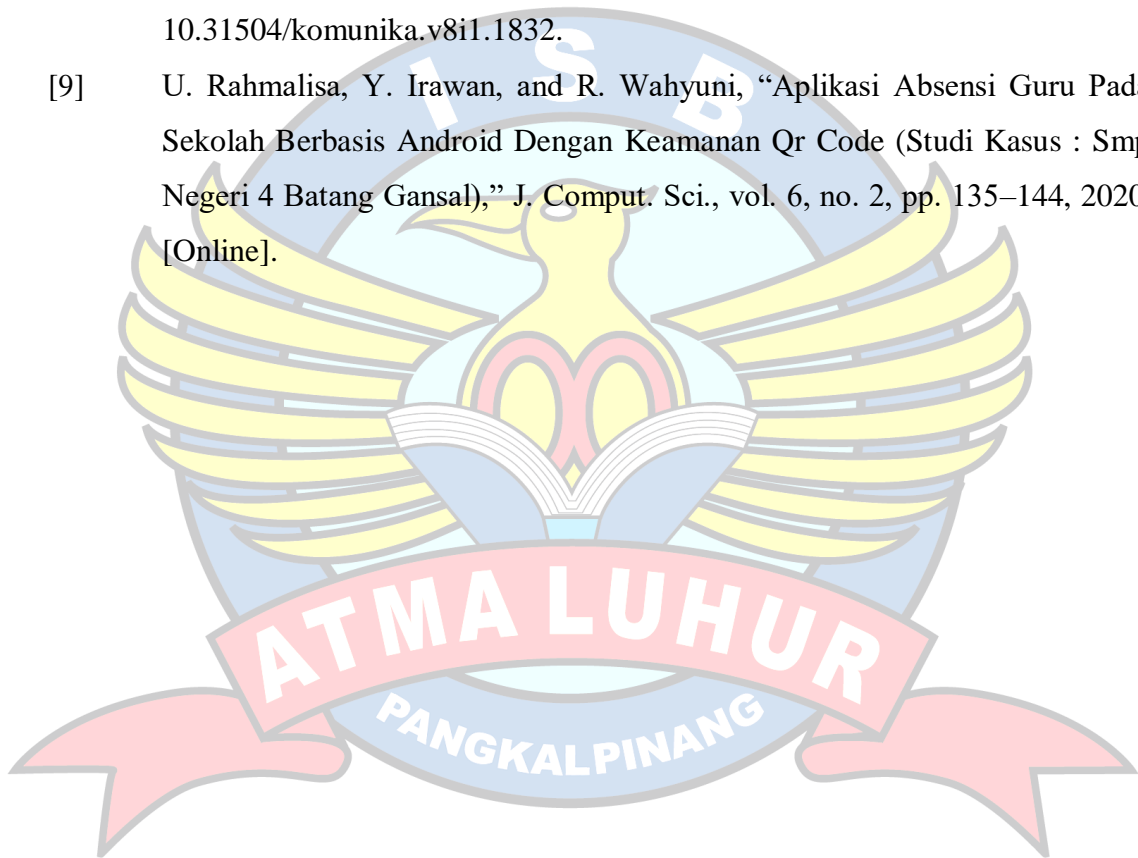 10.31504/komunika.v8i1.1832.
[9] U. Rahmalisa, Y. Irawan, and R. Wahyuni, “Aplikasi Absensi Guru Pada
Sekolah Berbasis Android Dengan Keamanan Qr Code (Studi Kasus : Smp
Negeri 4 Batang Gansal),” J. Comput. Sci., vol. 6, no. 2, pp. 135–144, 2020
[Online].
I S B
ATMA LUHUR
PANGKALPINANG